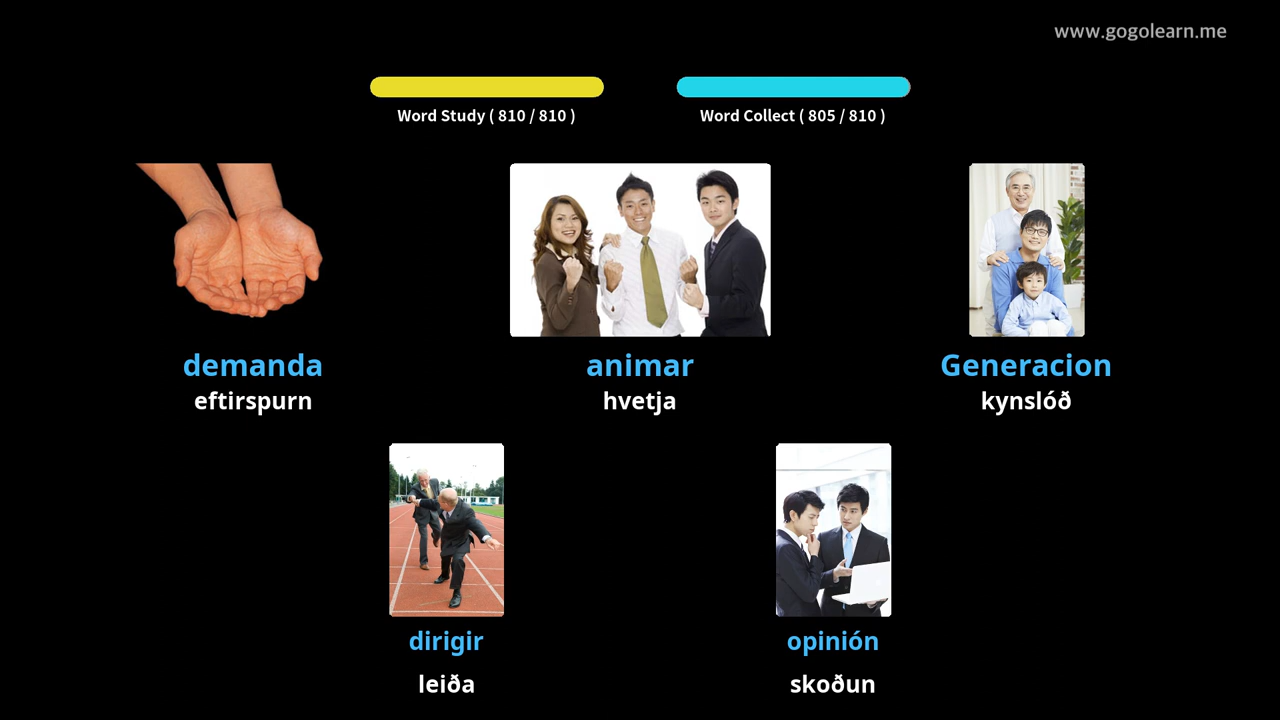 www.gogolearn.me
Word Study ( 810 / 810 )
Word Collect ( 805 / 810 )
demanda
eftirspurn
animar
hvetja
Generacion
kynslóð
dirigir
leiða
opinión
skoðun